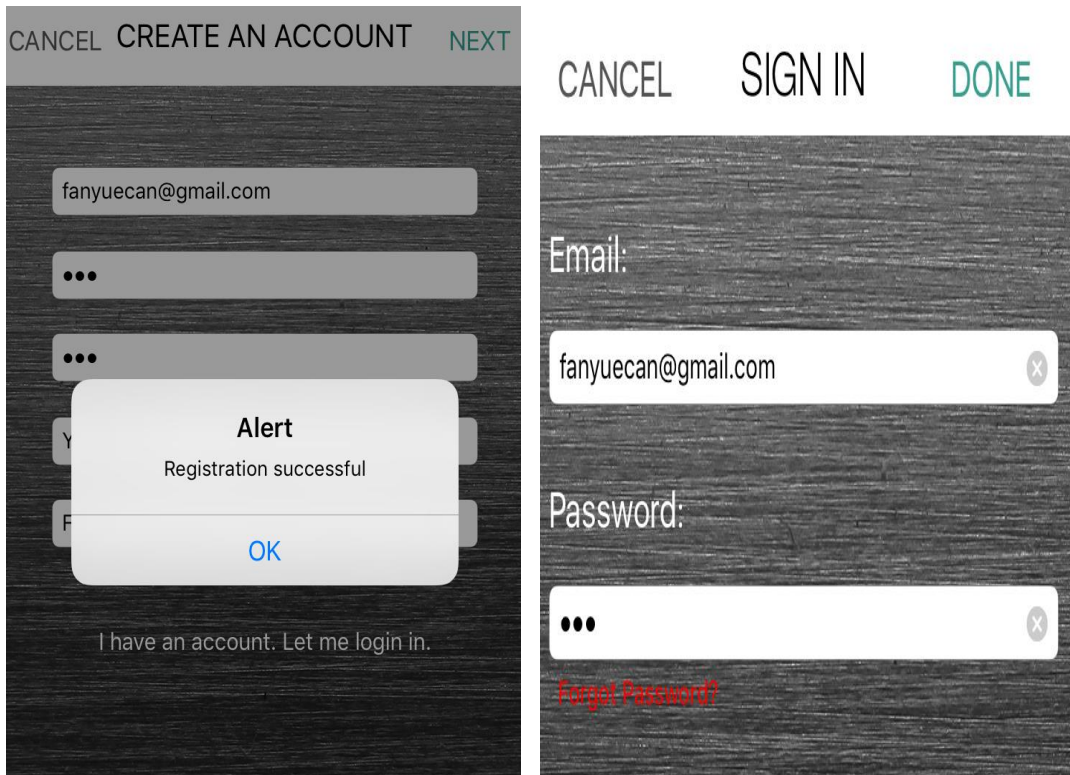 CANCEL CREATE AN ACCOUNT NEXT
fanyuecan@gmail.com
•••
•••
Y
Alert
Registration successful
F
OK
I have an account. Let me login in.
CANCEL SIGN IN DONE
Email:
fanyuecan@gmail.com
Password:
•••
Forgot Password?